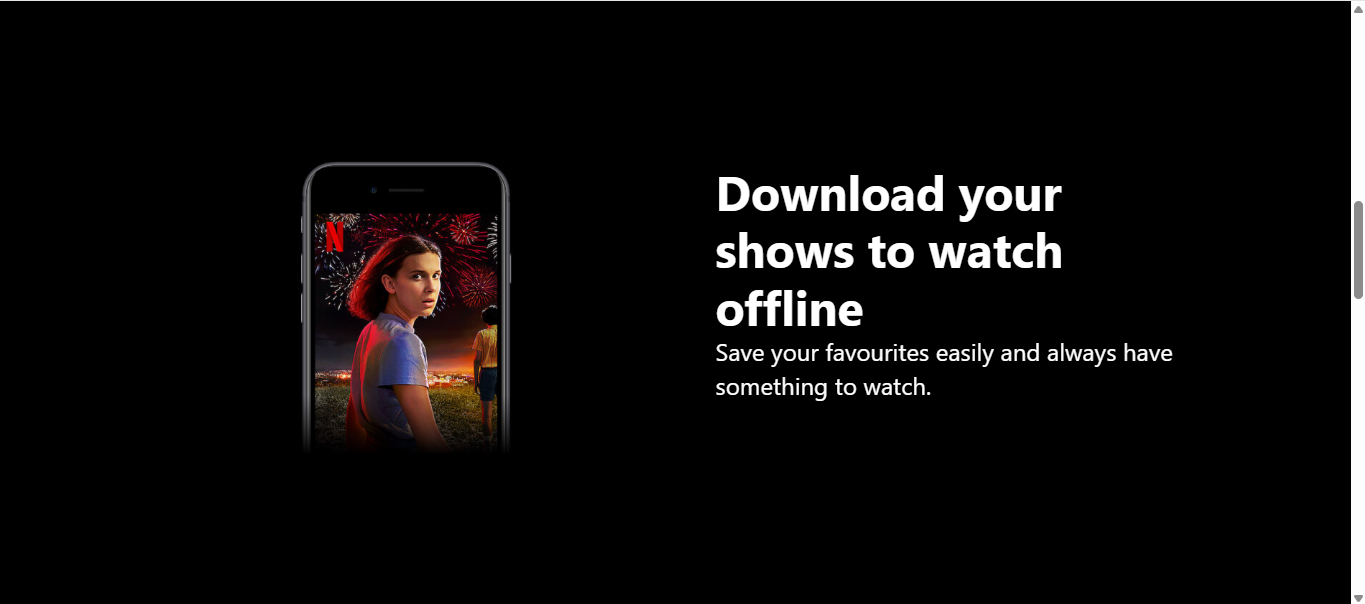 N
Download your
shows to watch
offline
Save your favourites easily and always have
something to watch.